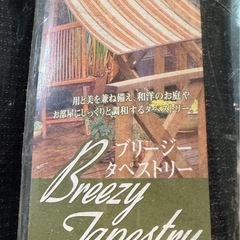 用と美を兼ね備え、和洋のお庭や
お部屋にしっくりと調和するタペストリー
ブリージー
タペストリー
Breezy
Tapestry